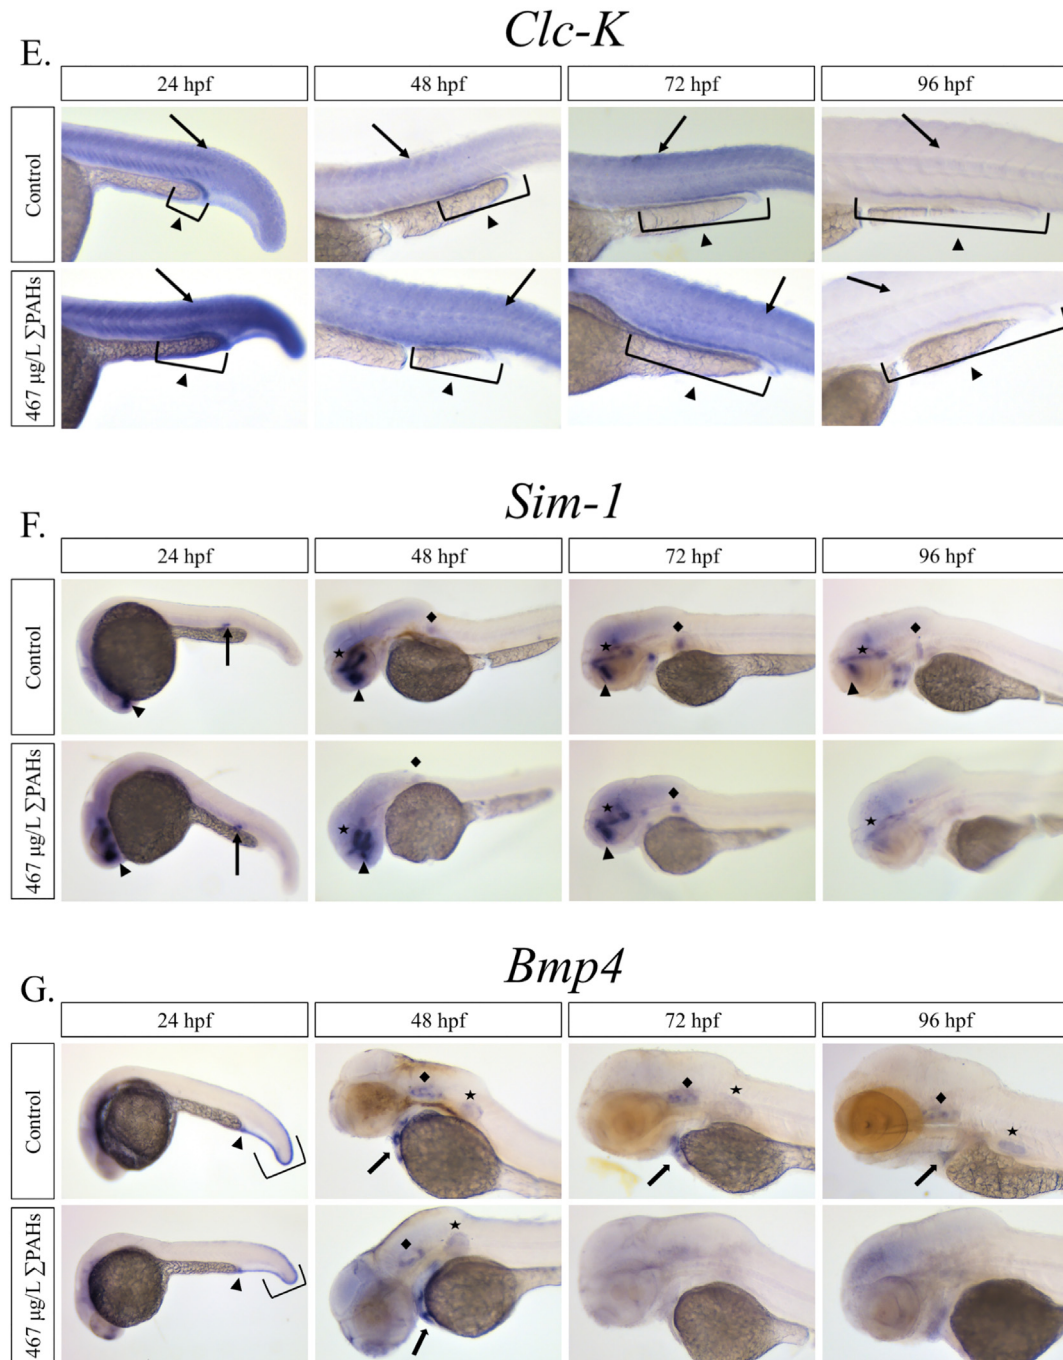 Clc-K
E.
24 hpf 48 hpf 72 hpf 96 hpf
Control
467 µg/L ∑PAHs
Sim-1
F.
24 hpf 48 hpf 72 hpf 96 hpf
Control
467 µg/L ∑PAHs
Bmp4
G.
24 hpf 48 hpf 72 hpf 96 hpf
Control
467 µg/L ∑PAHs